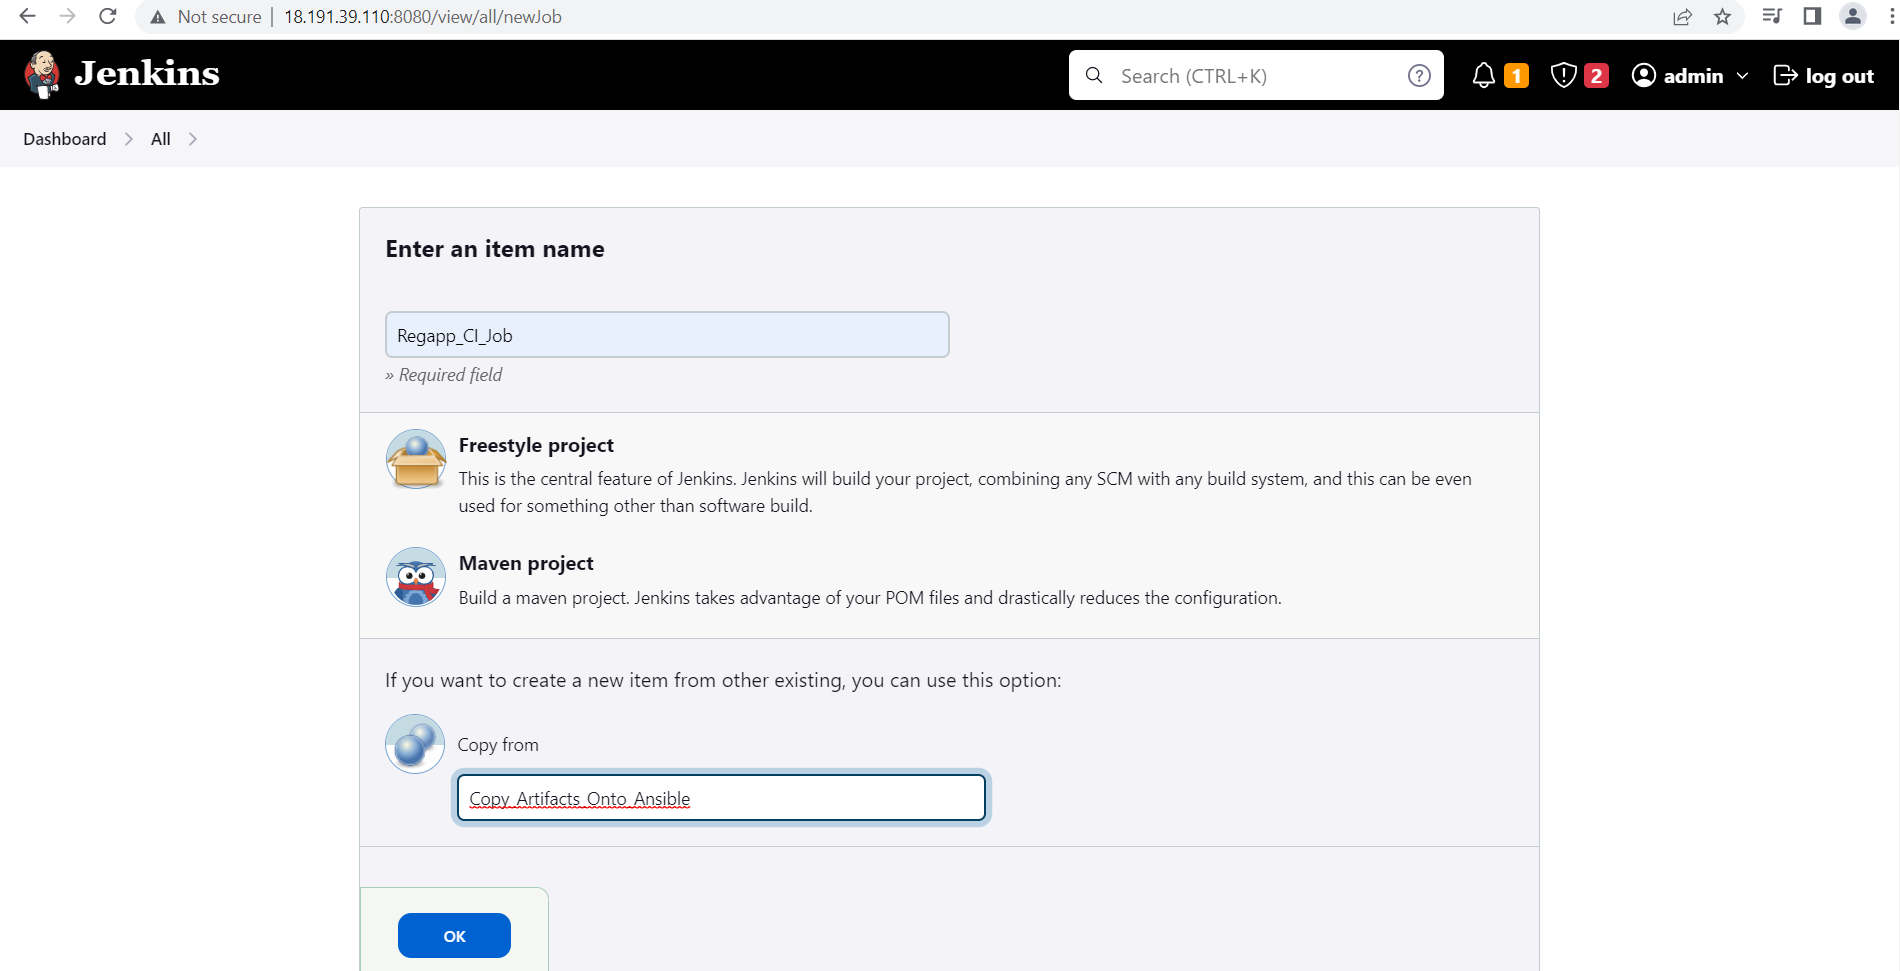 Not secure | 18.191.39.110:8080/view/all/newJob
Jenkins
Search (CTRL+K)
1
2
admin
log out
Dashboard
All
Enter an item name
Regapp_CI_Job
» Required field
Freestyle project
This is the central feature of Jenkins. Jenkins will build your project, combining any SCM with any build system, and this can be even
used for something other than software build.
Maven project
Build a maven project. Jenkins takes advantage of your POM files and drastically reduces the configuration.
If you want to create a new item from other existing, you can use this option:
Copy from
Copy_Artifacts_Onto_Ansible
OK